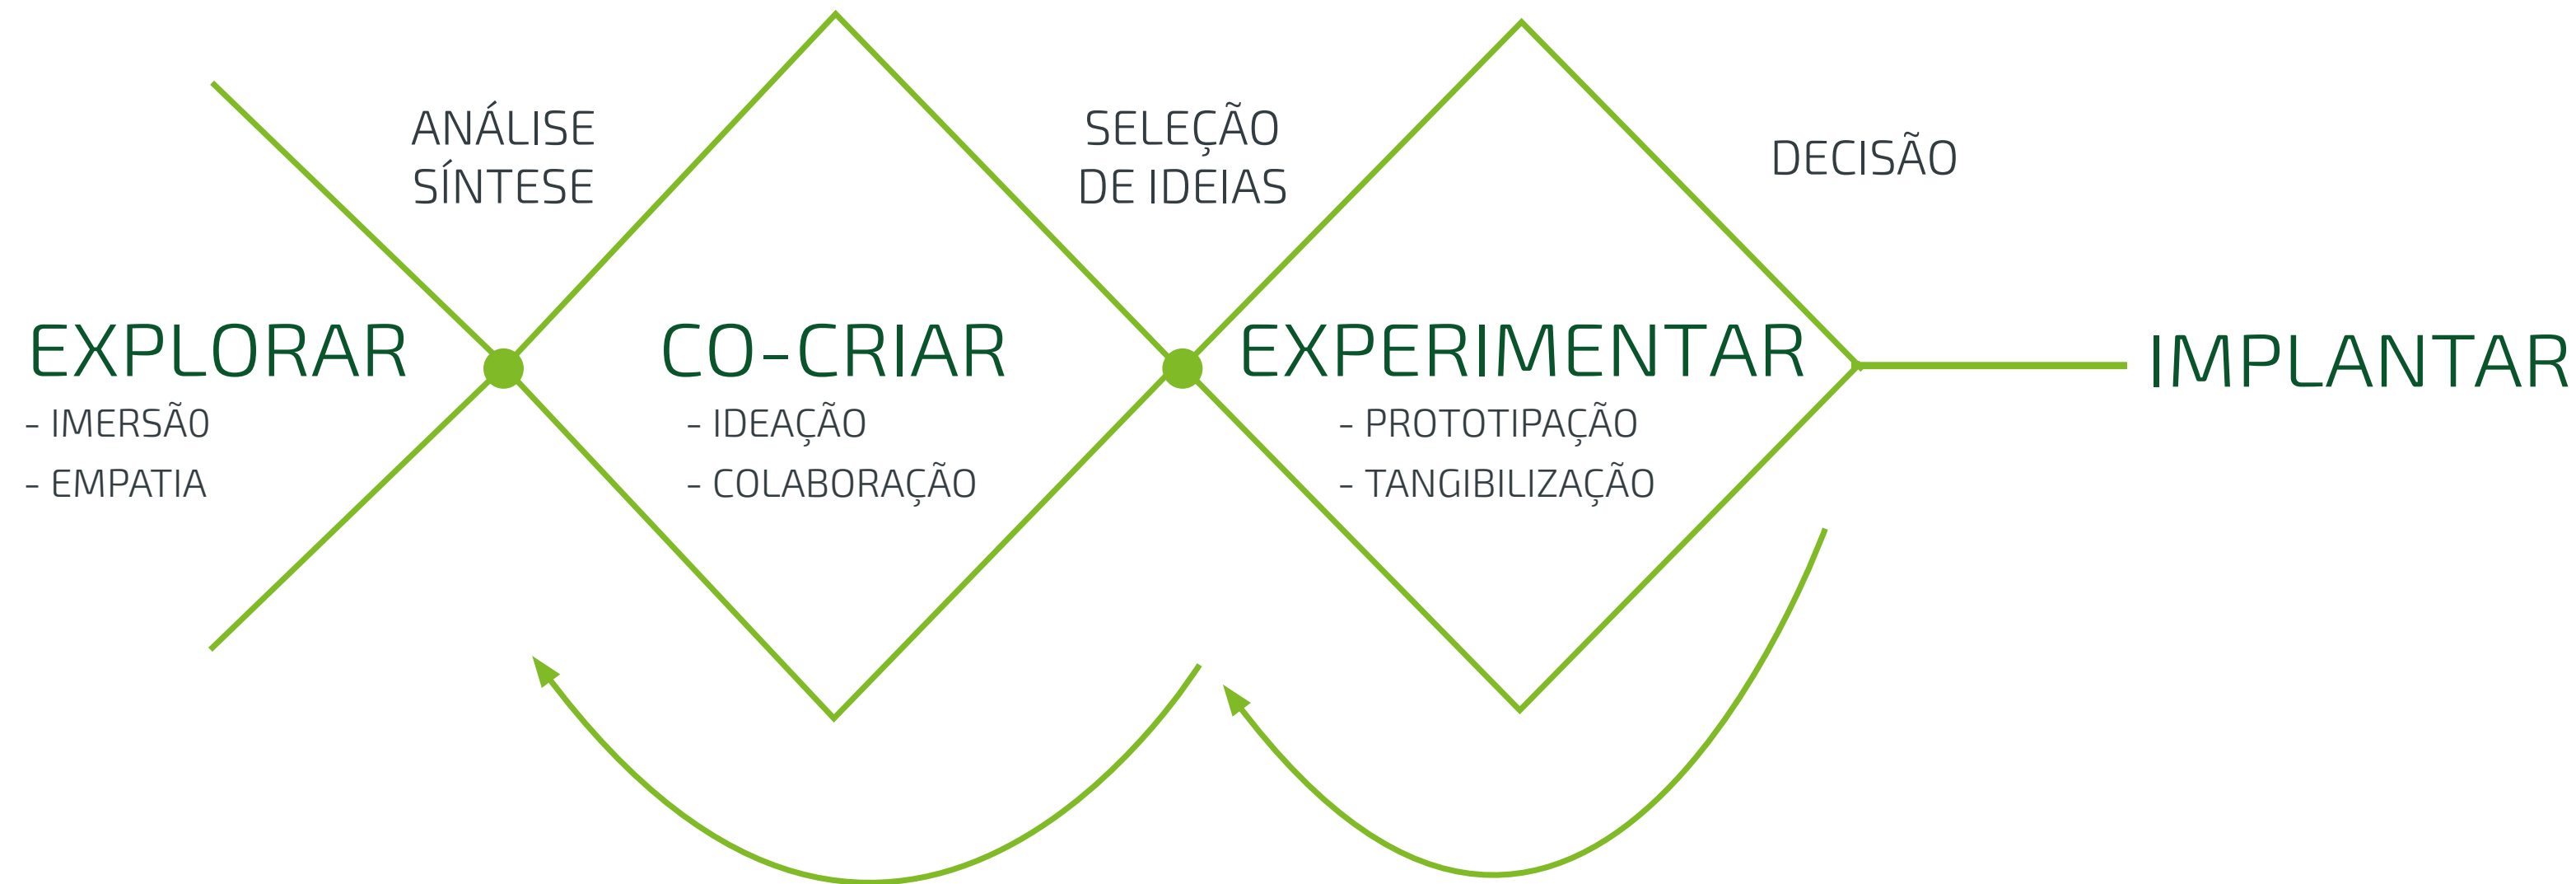 ANÁLISE
SÍNTESE
SELEÇÃO
DE IDEIAS
DECISÃO
EXPLORAR
- IMERSÃO
- EMPATIA
CO-CRIAR
- IDEAÇÃO
- COLABORAÇÃO
EXPERIMENTAR
- PROTOTIPAÇÃO
- TANGIBILIZAÇÃO
IMPLANTAR